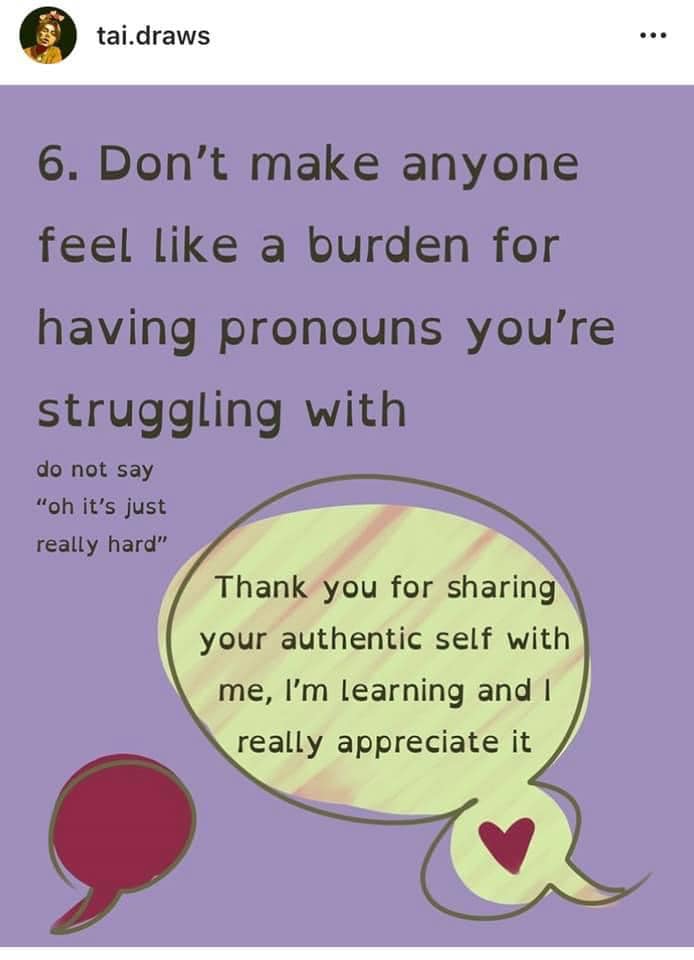 tai.draws
6. Don't make anyone
feel like a burden for
having pronouns you're
struggling with
do not say
"oh it's just
really hard"
Thank you for sharing
your authentic self with
me, I'm learning and I
really appreciate it